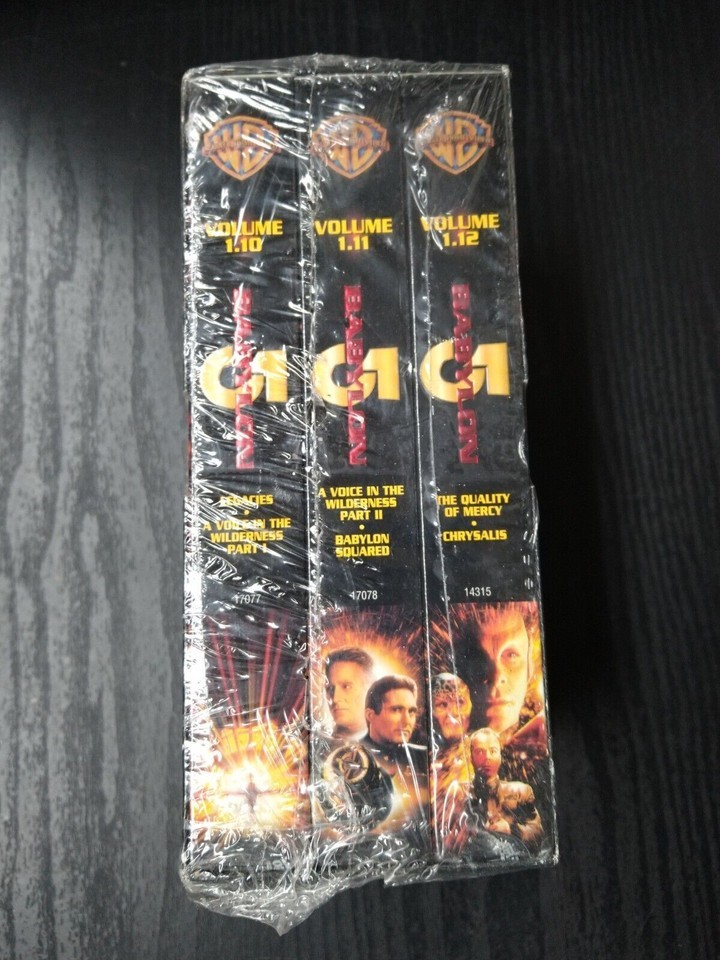 WB
VOLUME
1.10
BABYLON
5
LEGACIES
•
A VOICE IN THE
WILDERNESS
PART I
17077
WB
VOLUME
1.11
BABYLON
5
A VOICE IN THE
WILDERNESS
PART II
•
BABYLON
SQUARED
17078
WB
VOLUME
1.12
BABYLON
5
THE QUALITY
OF MERCY
•
CHRYSALIS
14315